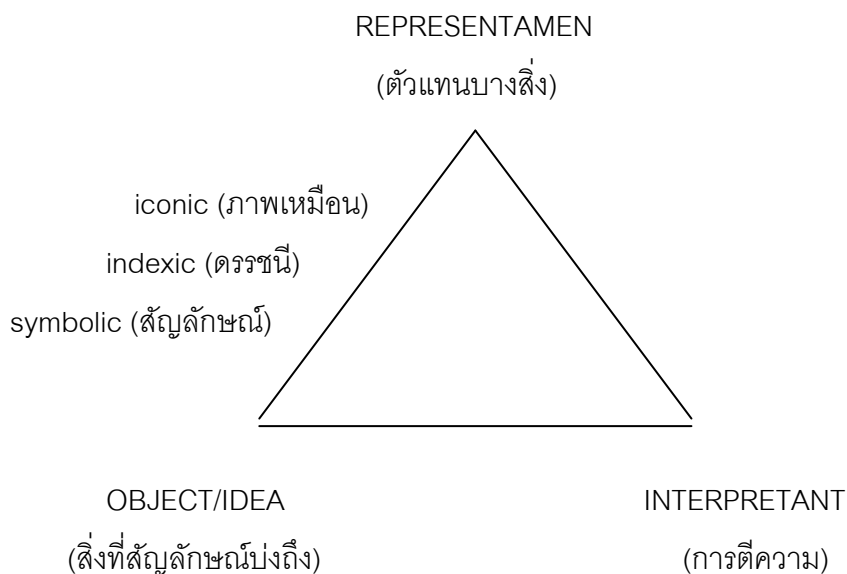 REPRESENTAMEN
(ตัวแทนบางสิ่ง)
iconic (ภาพเหมือน)
indexic (ดรรชนี)
symbolic (สัญลักษณ์)
OBJECT/IDEA
(สิ่งที่สัญลักษณ์บ่งถึง)
INTERPRETANT
(การตีความ)